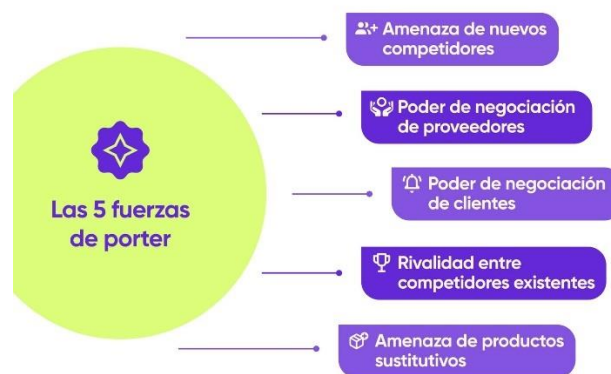 Las 5 fuerzas
de porter
Amenaza de nuevos
competidores
Poder de negociación
de proveedores
Poder de negociación
de clientes
Rivalidad entre
competidores existentes
Amenaza de productos
sustitutivos